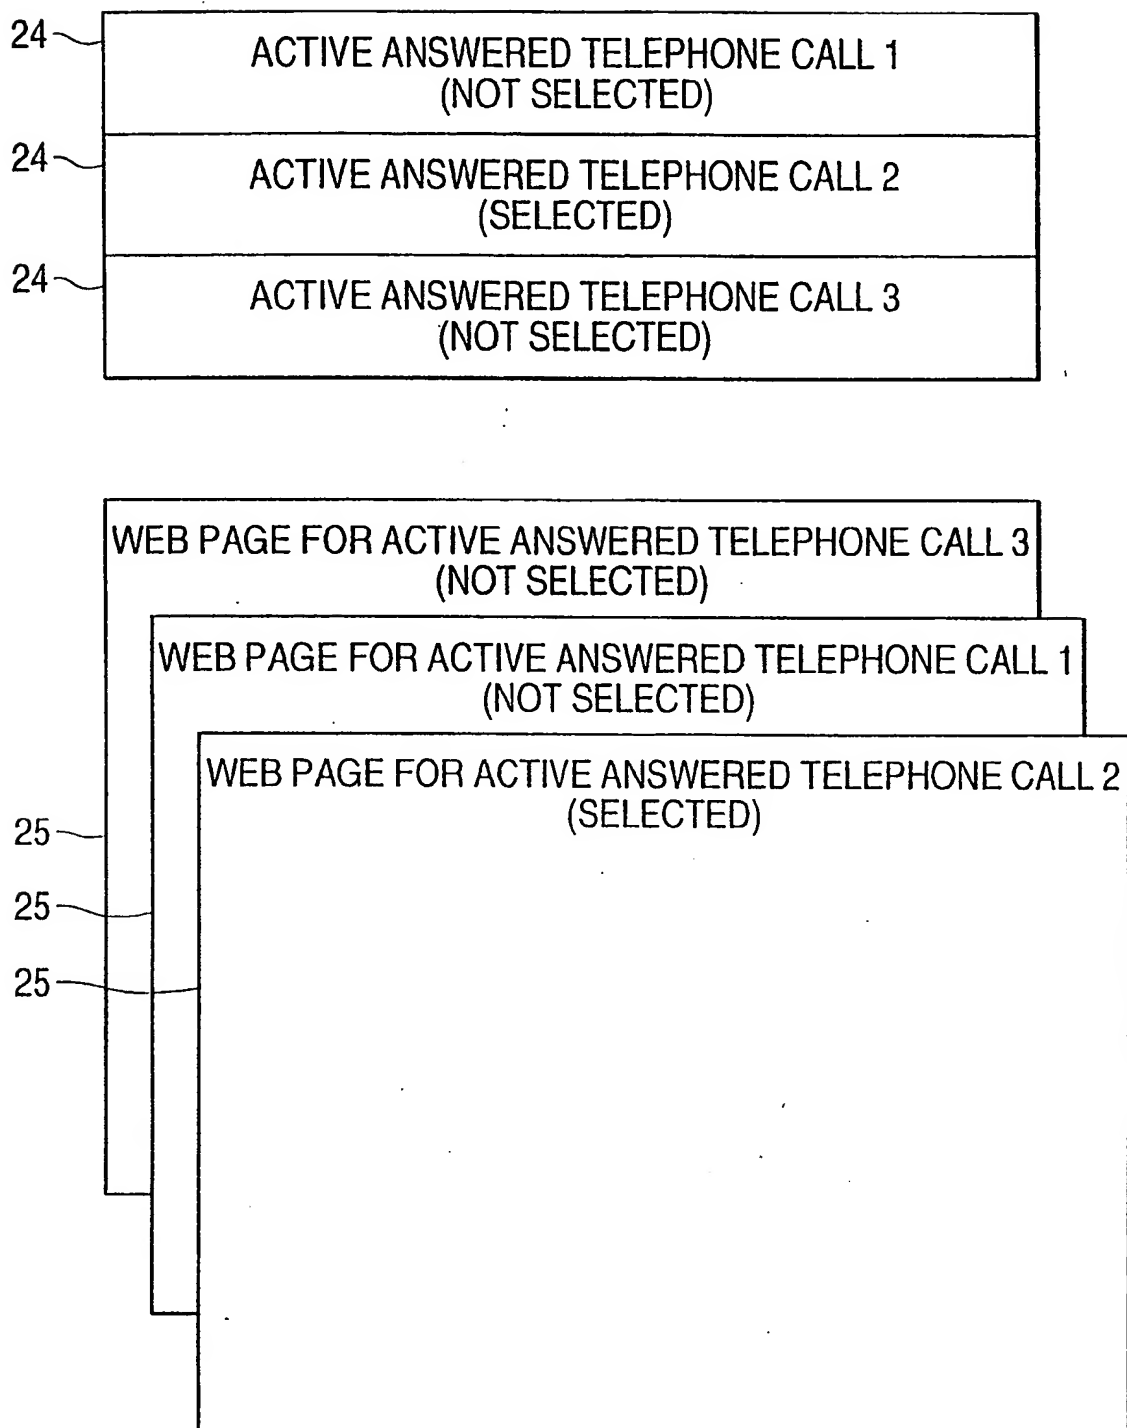 24 ACTIVE ANSWERED TELEPHONE CALL 1
(NOT SELECTED)
24 ACTIVE ANSWERED TELEPHONE CALL 2
(SELECTED)
24 ACTIVE ANSWERED TELEPHONE CALL 3
(NOT SELECTED)
WEB PAGE FOR ACTIVE ANSWERED TELEPHONE CALL 3
(NOT SELECTED)
WEB PAGE FOR ACTIVE ANSWERED TELEPHONE CALL 1
(NOT SELECTED)
WEB PAGE FOR ACTIVE ANSWERED TELEPHONE CALL 2
(SELECTED)
25
25
25